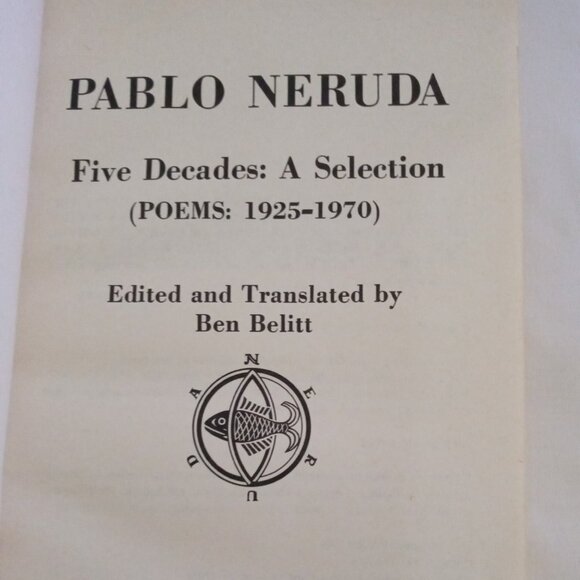 PABLO NERUDA
Five Decades: A Selection
(POEMS: 1925-1970)
Edited and Translated by
Ben Belitt
NERUDA